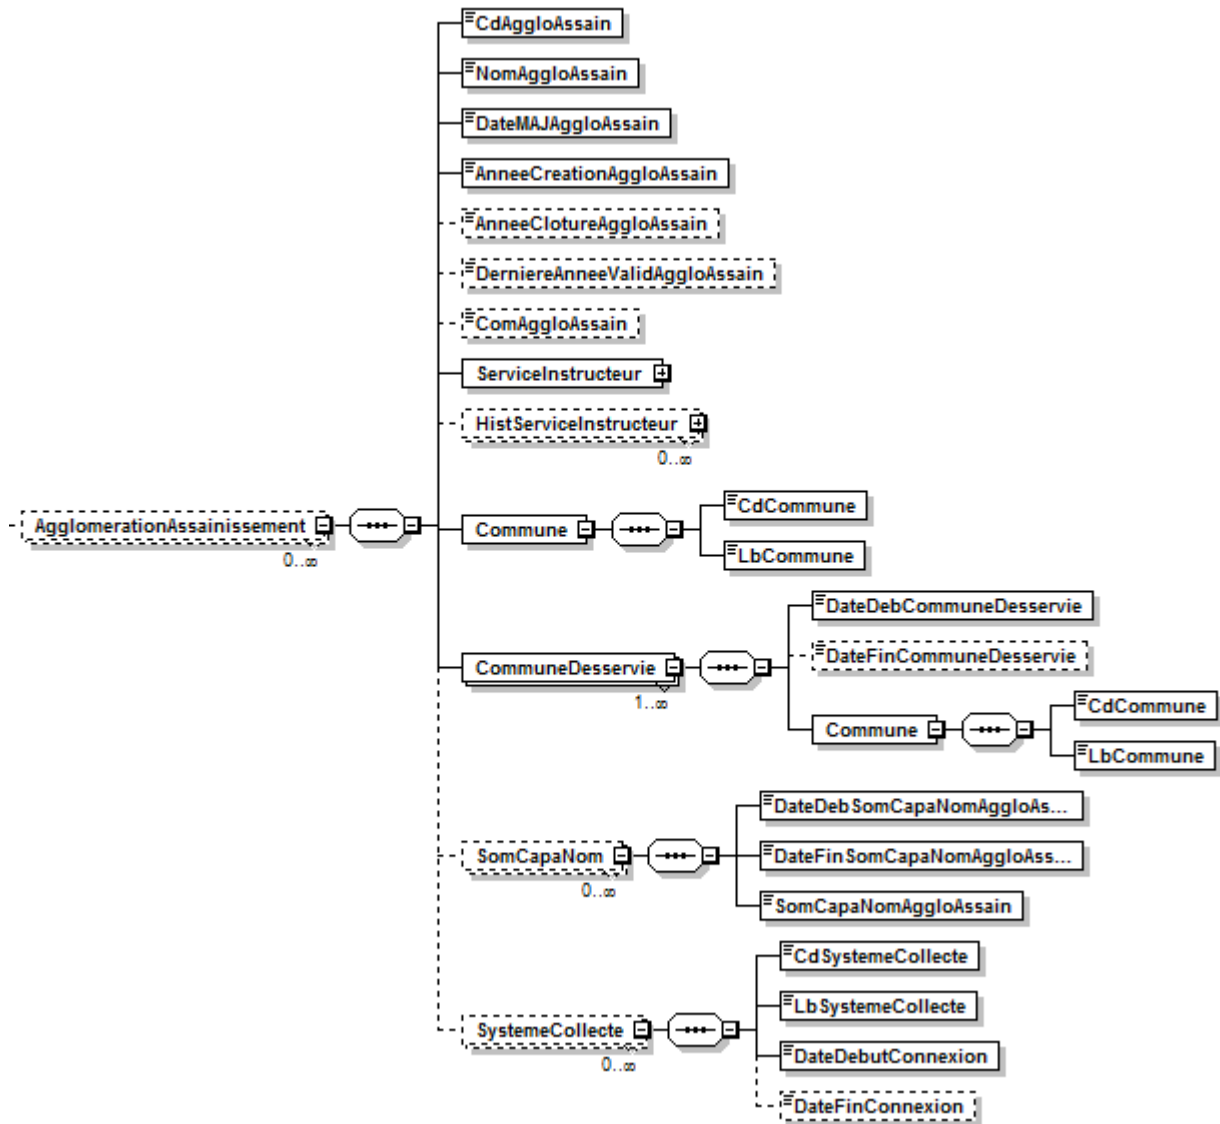 CdAggloAssain
NomAggloAssain
DateMAJAggloAssain
AnneeCreationAggloAssain
AnneeClotureAggloAssain
DerniereAnneeValidAggloAssain
ComAggloAssain
ServiceInstructeur
HistServiceInstructeur
0..∞
AgglomerationAssainissement
0..∞
Commune
CdCommune
LbCommune
CommuneDesservie
1..∞
DateDebCommuneDesservie
DateFinCommuneDesservie
Commune
CdCommune
LbCommune
SomCapaNom
0..∞
DateDebSomCapaNomAggloAs...
DateFinSomCapaNomAggloAss...
SomCapaNomAggloAssain
SystemeCollecte
0..∞
CdSystemeCollecte
LbSystemeCollecte
DateDebutConnexion
DateFinConnexion